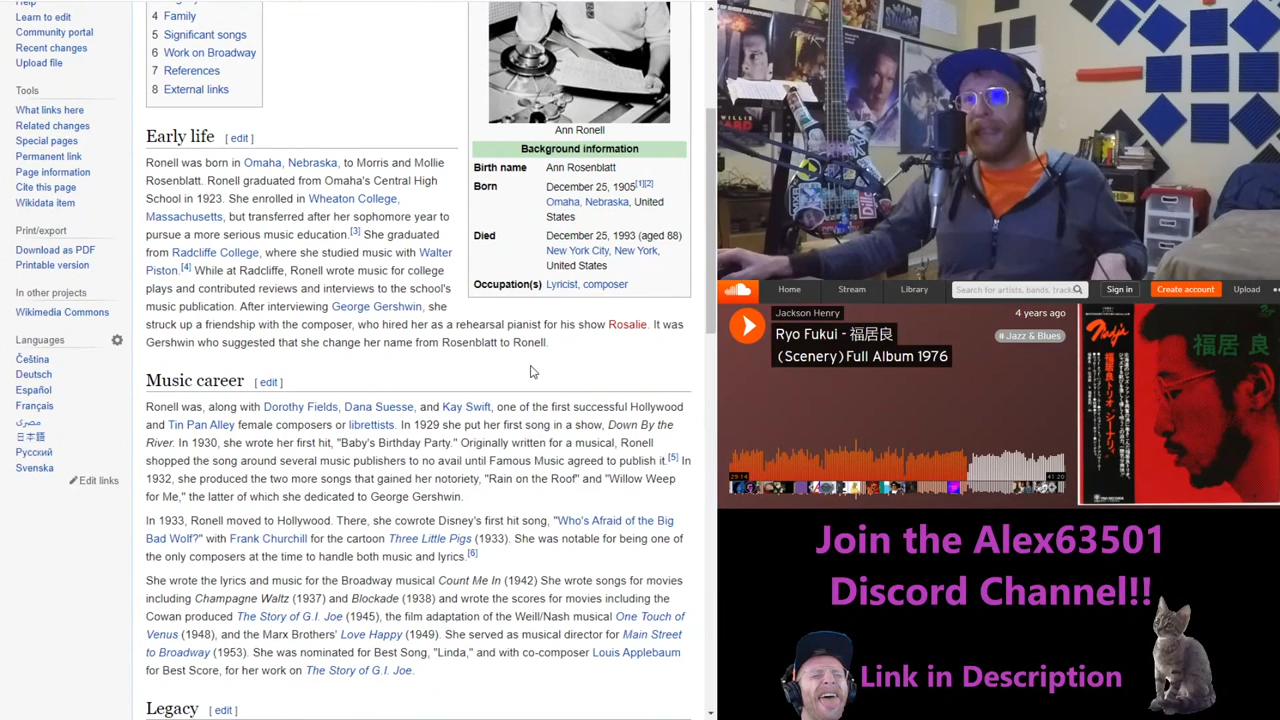 Help
Learn to edit
Community portal
Recent changes
Upload file
Tools
What links here
Related changes
Special pages
Permanent link
Page information
Cite this page
Wikidata item
Print/export
Download as PDF
Printable version
In other projects
Wikimedia Commons
Languages
Čeština
Deutsch
Español
Français
مصرى
日本語
Русский
Svenska
Edit links
4 Family
5 Significant songs
6 Work on Broadway
7 References
8 External links
Early life [ edit ]
Ronell was born in Omaha, Nebraska, to Morris and Mollie
Rosenblatt. Ronell graduated from Omaha's Central High
School in 1923. She enrolled in Wheaton College,
Massachusetts, but transferred after her sophomore year to
pursue a more serious music education.[3] She graduated
from Radcliffe College, where she studied music with Walter
Piston.[4] While at Radcliffe, Ronell wrote music for college
plays and contributed reviews and interviews to the school's
music publication. After interviewing George Gershwin, she
struck up a friendship with the composer, who hired her as a rehearsal pianist for his show Rosalie. It was
Gershwin who suggested that she change her name from Rosenblatt to Ronell.
Ann Ronell
Background information
Birth name Ann Rosenblatt
Born December 25, 1905[1][2]
Omaha, Nebraska, United
States
Died December 25, 1993 (aged 88)
New York City, New York,
United States
Occupation(s) Lyricist, composer
Music career [ edit ]
Ronell was, along with Dorothy Fields, Dana Suesse, and Kay Swift, one of the first successful Hollywood
and Tin Pan Alley female composers or librettists. In 1929 she put her first song in a show, Down By the
River. In 1930, she wrote her first hit, "Baby's Birthday Party." Originally written for a musical, Ronell
shopped the song around several music publishers to no avail until Famous Music agreed to publish it.[5] In
1932, she produced the two more songs that gained her notoriety, "Rain on the Roof" and "Willow Weep
for Me," the latter of which she dedicated to George Gershwin.
In 1933, Ronell moved to Hollywood. There, she cowrote Disney's first hit song, "Who's Afraid of the Big
Bad Wolf?" with Frank Churchill for the cartoon Three Little Pigs (1933). She was notable for being one of
the only composers at the time to handle both music and lyrics.[6]
She wrote the lyrics and music for the Broadway musical Count Me In (1942) She wrote songs for movies
including Champagne Waltz (1937) and Blockade (1938) and wrote the scores for movies including the
Cowan produced The Story of G.I. Joe (1945), the film adaptation of the Weill/Nash musical One Touch of
Venus (1948), and the Marx Brothers' Love Happy (1949). She served as musical director for Main Street
to Broadway (1953). She was nominated for Best Song, "Linda," and with co-composer Louis Applebaum
for Best Score, for her work on The Story of G.I. Joe.
Legacy [ edit ]
Home Stream Library Search for artists, bands, tracks Sign in Create account Upload
Jackson Henry
4 years ago
Ryo Fukui - 福居良
(Scenery)Full Album 1976
# Jazz & Blues
29:14
41:20
福居 良
福居良トリオ・シーナリィ
Join the Alex63501
Discord Channel!!
Link in Description